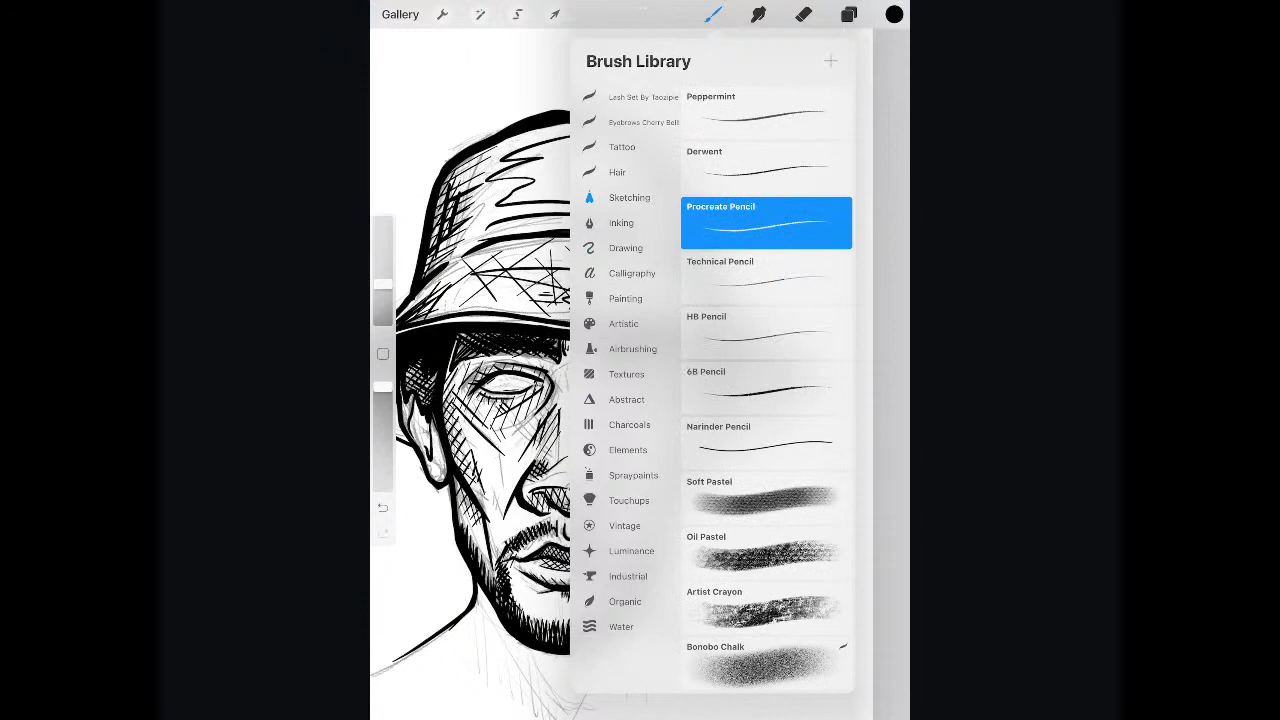 Gallery
Brush Library
Lash Set By Taozipie
Eyebrows Cherry Bell
Tattoo
Hair
Sketching
Inking
Drawing
Calligraphy
Painting
Artistic
Airbrushing
Textures
Abstract
Charcoals
Elements
Spraypaints
Touchups
Vintage
Luminance
Industrial
Organic
Water
Peppermint
Derwent
Procreate Pencil
Technical Pencil
HB Pencil
6B Pencil
Narinder Pencil
Soft Pastel
Oil Pastel
Artist Crayon
Bonobo Chalk